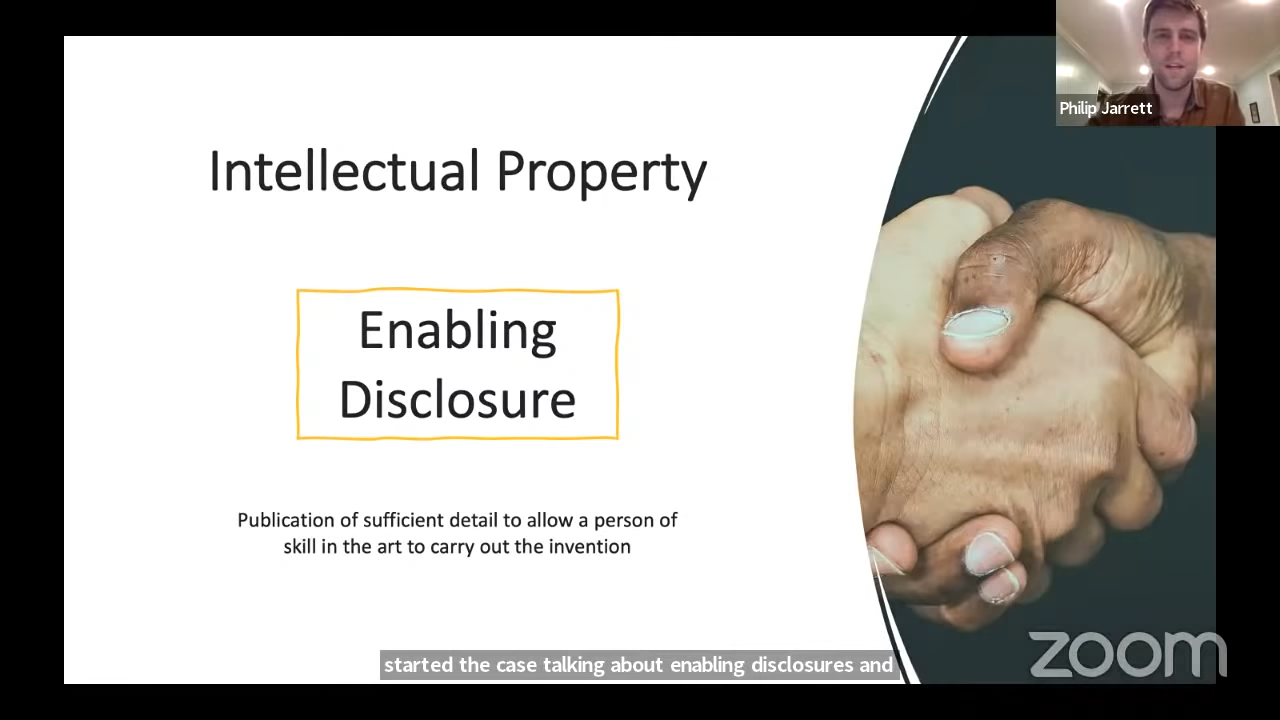 Philip Jarrett
Intellectual Property
Enabling
Disclosure
Publication of sufficient detail to allow a person of
skill in the art to carry out the invention
started the case talking about enabling disclosures and
zoom